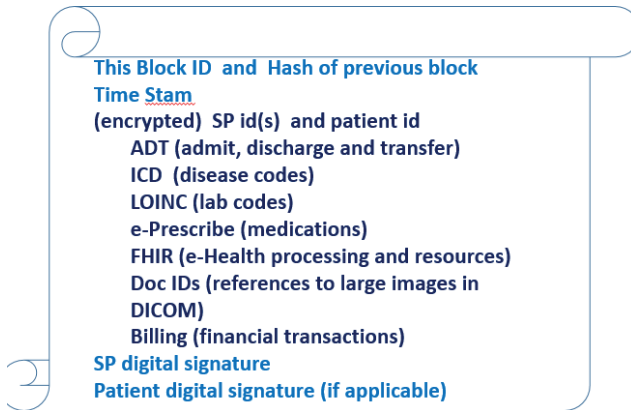 This Block ID and Hash of previous block
Time Stam
(encrypted) SP id(s) and patient id
ADT (admit, discharge and transfer)
ICD (disease codes)
LOINC (lab codes)
e-Prescribe (medications)
FHIR (e-Health processing and resources)
Doc IDs (references to large images in
DICOM)
Billing (financial transactions)
SP digital signature
Patient digital signature (if applicable)